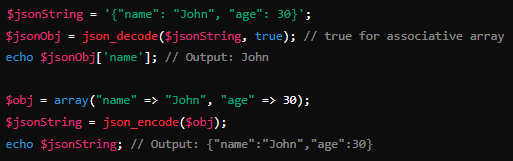 $jsonString = '{"name": "John", "age": 30}';
$jsonObj = json_decode($jsonString, true); // true for associative array
echo $jsonObj['name']; // Output: John
$obj = array("name" => "John", "age" => 30);
$jsonString = json_encode($obj);
echo $jsonString; // Output: {"name":"John","age":30}